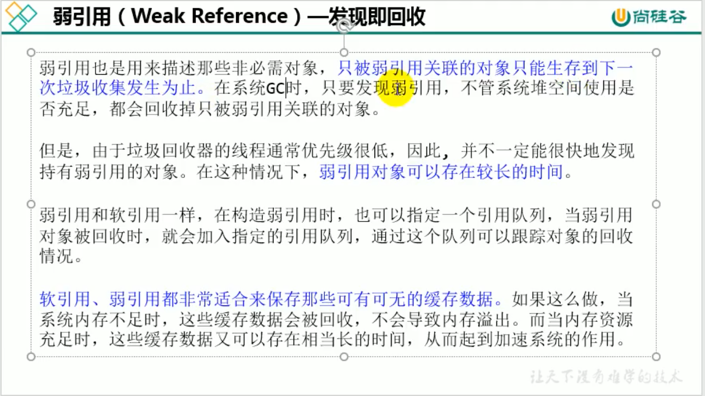 弱引用（Weak Reference）—发现即回收
尚硅谷
弱引用也是用来描述那些非必需对象，只被弱引用关联的对象只能生存到下一
次垃圾收集发生为止。在系统GC时，只要发现弱引用，不管系统堆空间使用是
否充足，都会回收掉只被弱引用关联的对象。
但是，由于垃圾回收器的线程通常优先级很低，因此，并不一定能很快地发现
持有弱引用的对象。在这种情况下，弱引用对象可以存在较长的时间。
弱引用和软引用一样，在构造弱引用时，也可以指定一个引用队列，当弱引用
对象被回收时，就会加入指定的引用队列，通过这个队列可以跟踪对象的回收
情况。
软引用、弱引用都非常适合来保存那些可有可无的缓存数据。如果这么做，当
系统内存不足时，这些缓存数据会被回收，不会导致内存溢出。而当内存资源
充足时，这些缓存数据又可以存在相当长的时间，从而起到加速系统的作用。
让天下没有难学的技术